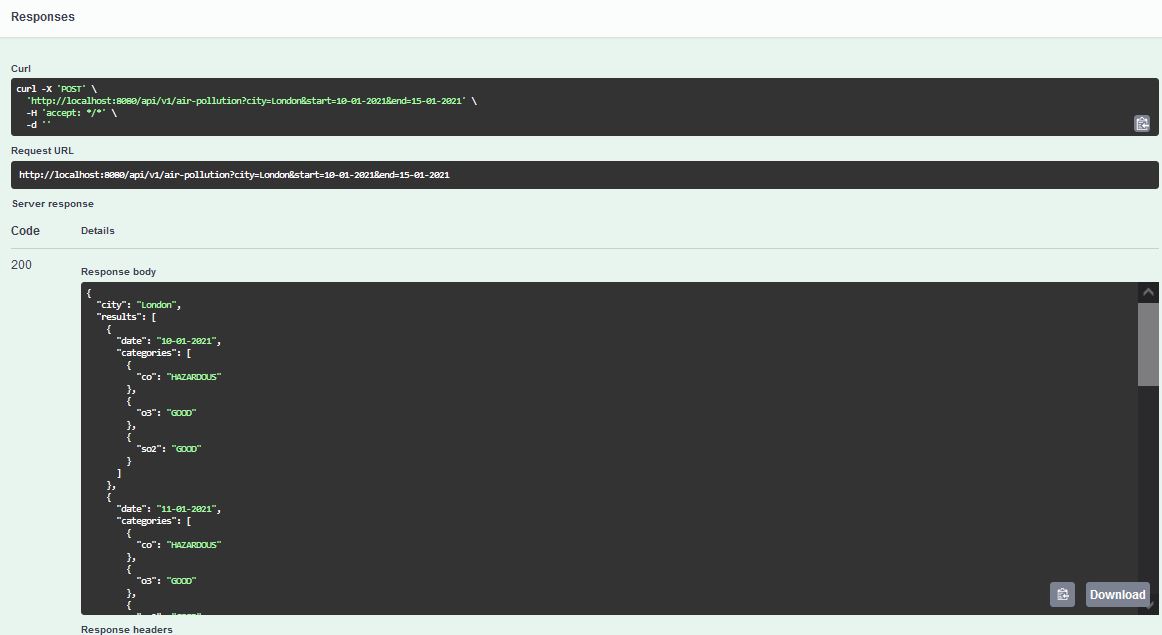 Responses
Curl
curl -X 'POST' \
  'http://localhost:8080/api/v1/air-pollution?city=London&start=10-01-2021&end=15-01-2021' \
  -H 'accept: */*' \
  -d ''
Request URL
http://localhost:8080/api/v1/air-pollution?city=London&start=10-01-2021&end=15-01-2021
Server response
Code Details
200
Response body
{
  "city": "London",
  "results": [
    {
      "date": "10-01-2021",
      "categories": [
        {
          "co": "HAZARDOUS"
        },
        {
          "o3": "GOOD"
        },
        {
          "so2": "GOOD"
        }
      ]
    },
    {
      "date": "11-01-2021",
      "categories": [
        {
          "co": "HAZARDOUS"
        },
        {
          "o3": "GOOD"
        },
        {
Download
Response headers